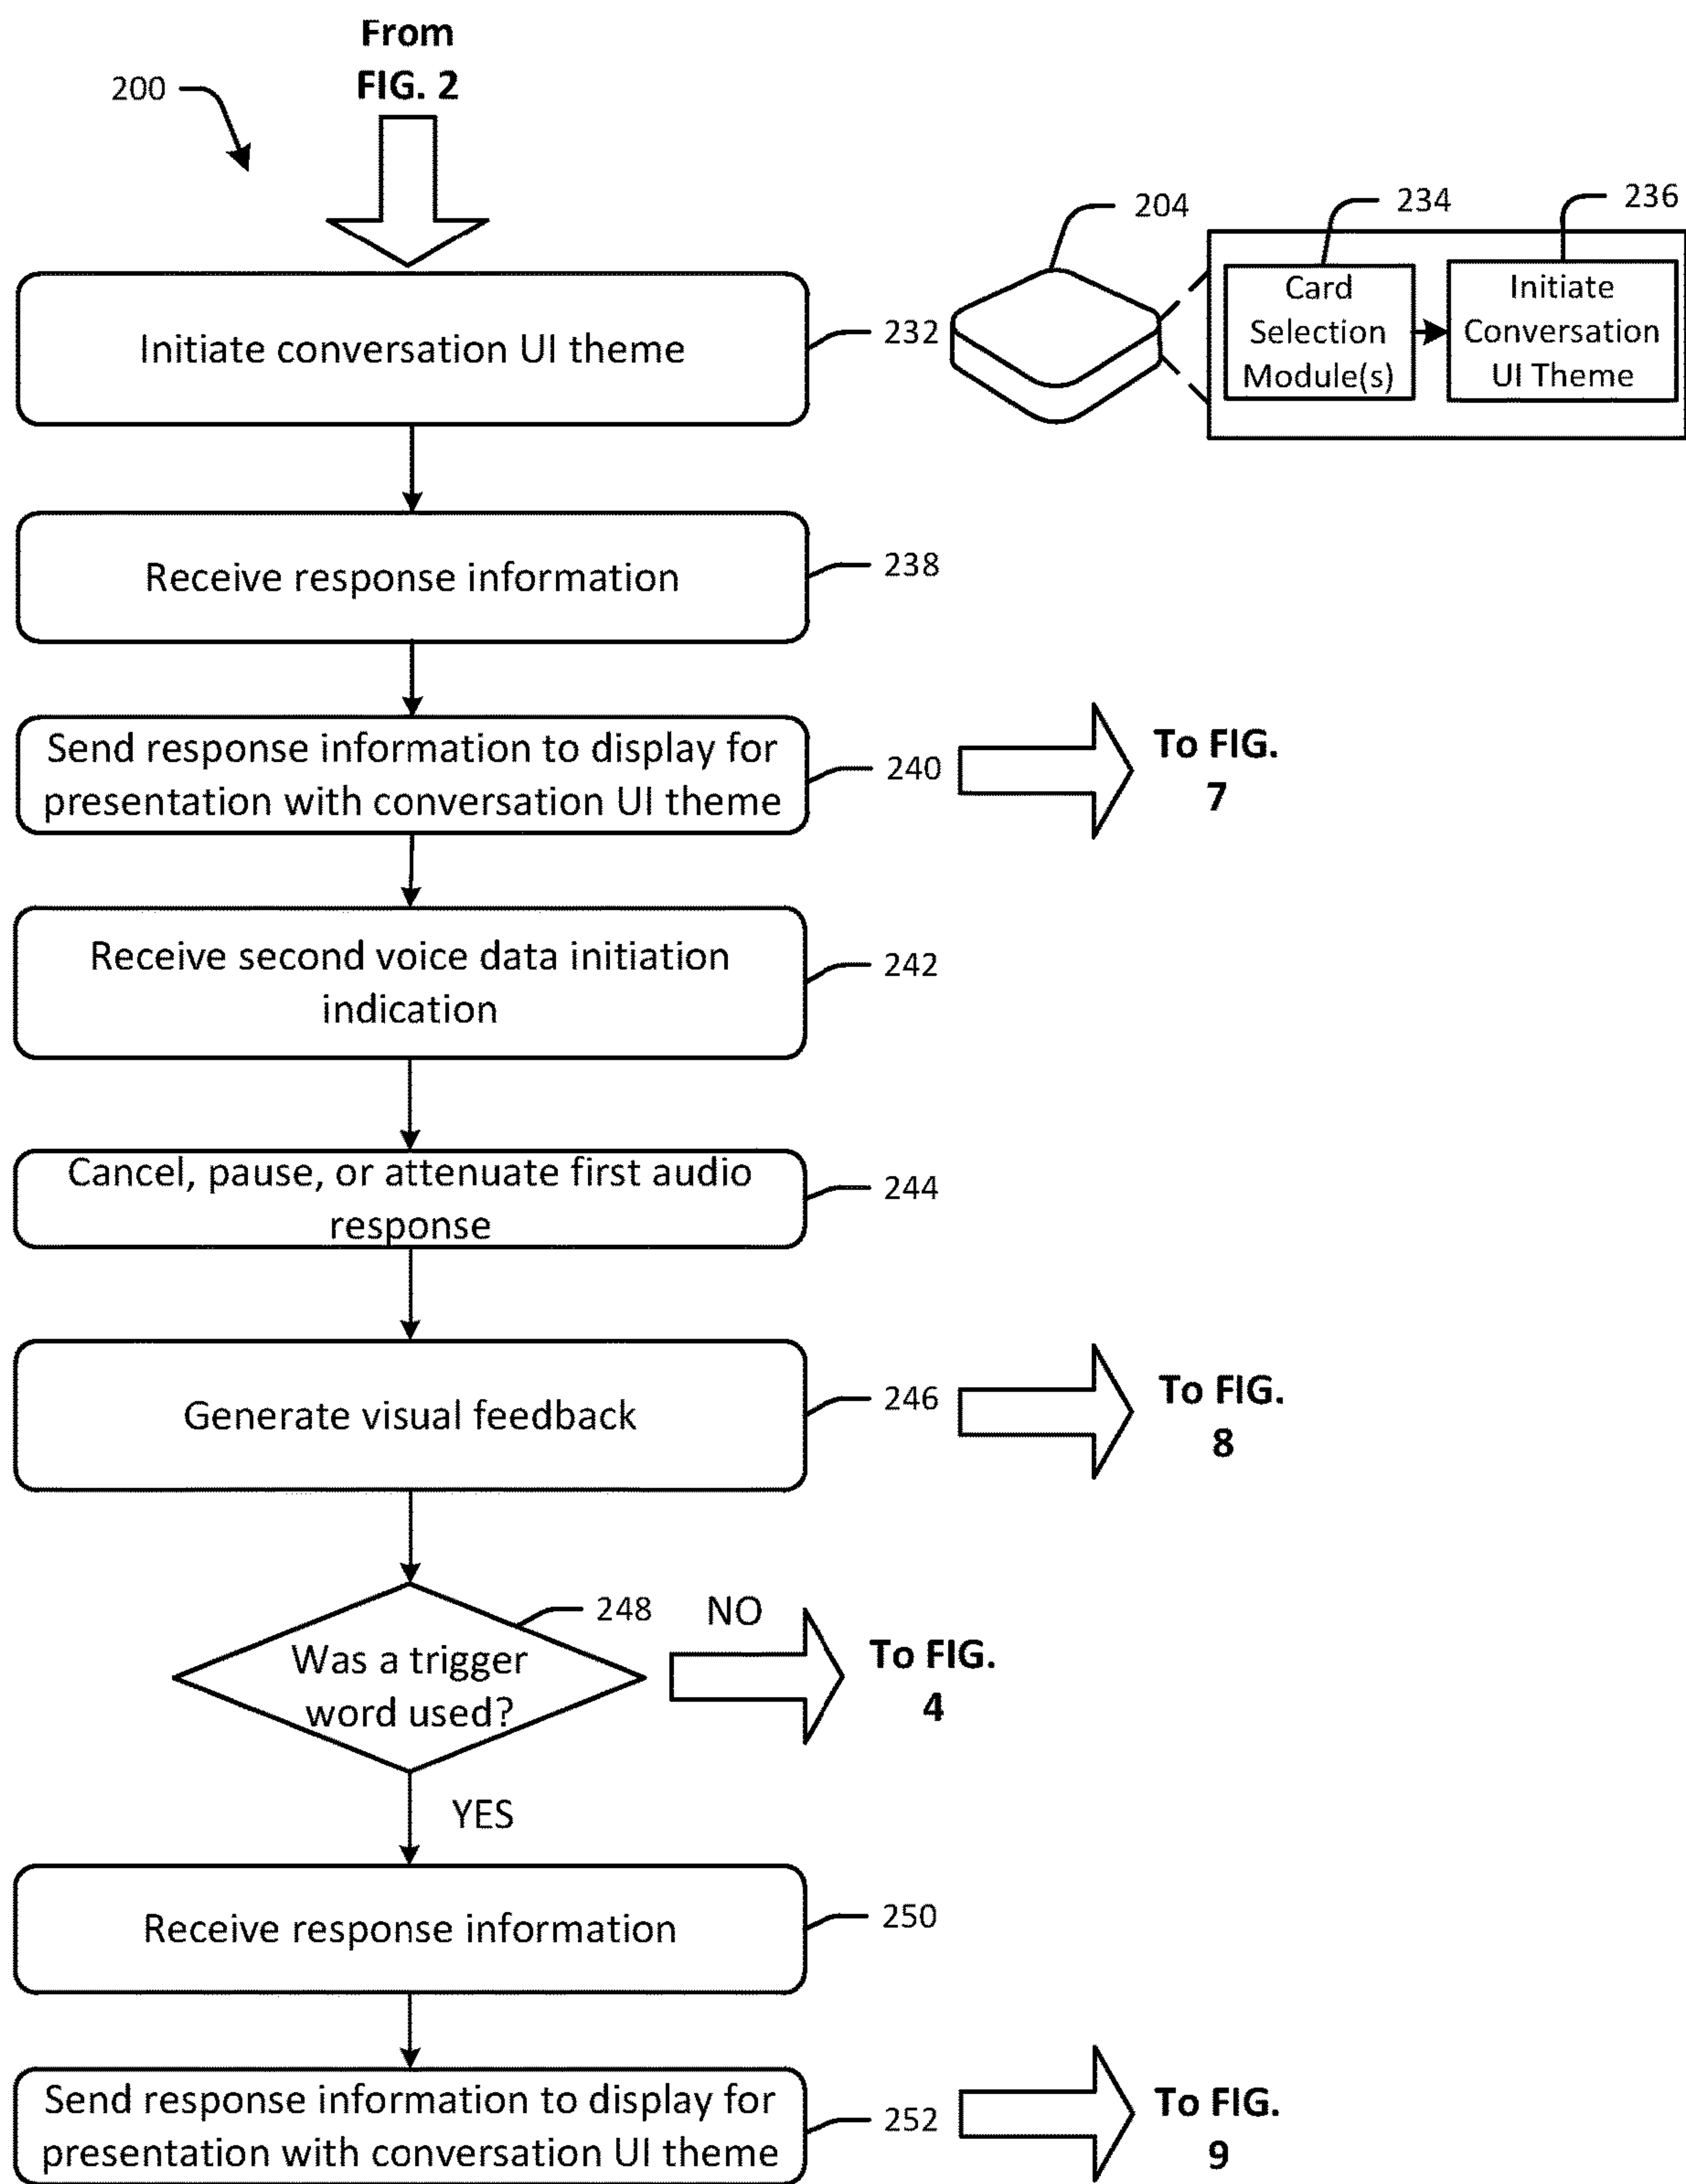 From
FIG. 2
200
204
234
236
Card
Selection
Module(s)
Initiate
Conversation
UI Theme
Initiate conversation UI theme
232
Receive response information
238
Send response information to display for
presentation with conversation UI theme
240
To FIG.
7
Receive second voice data initiation
indication
242
Cancel, pause, or attenuate first audio
response
244
Generate visual feedback
246
To FIG.
8
Was a trigger
word used?
248
NO
To FIG.
4
YES
Receive response information
250
Send response information to display for
presentation with conversation UI theme
252
To FIG.
9